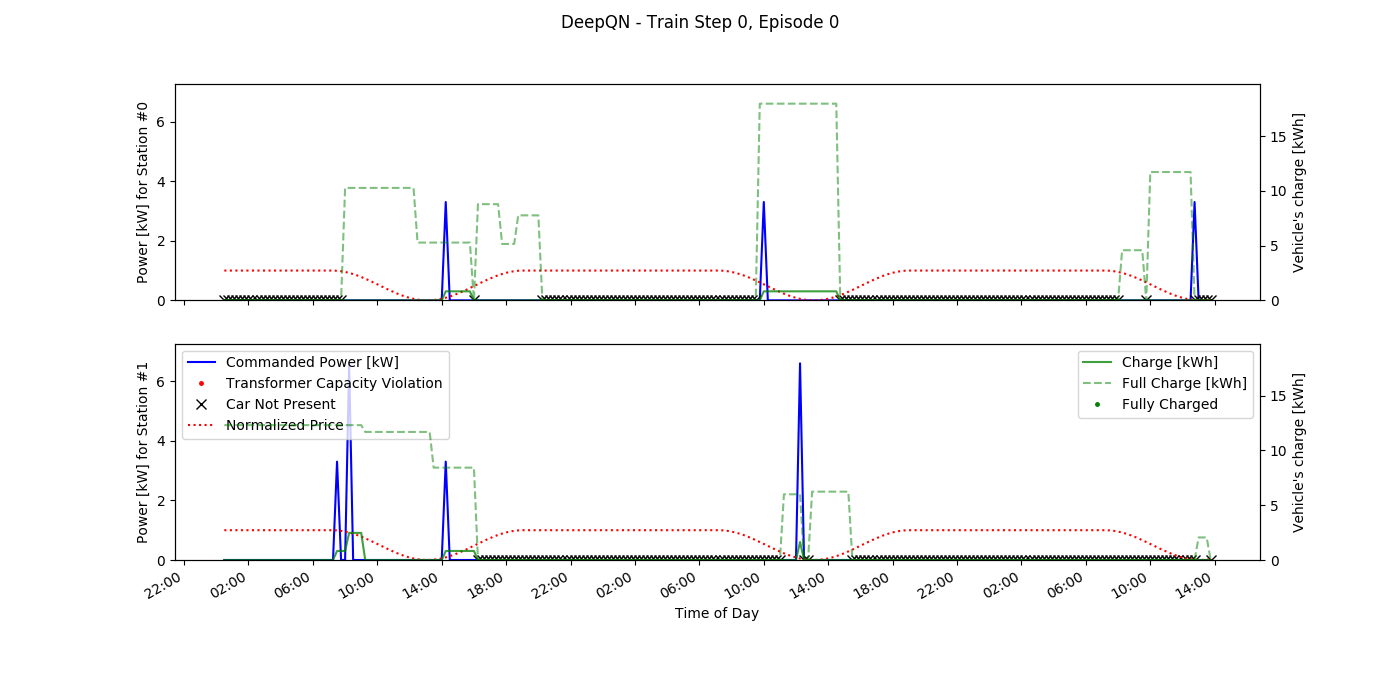 DeepQN - Train Step 0, Episode 0
Power [kW] for Station #0
6
4
2
0
15
10
5
0
Vehicle's charge [kWh]
Power [kW] for Station #1
6
4
2
0
Commanded Power [kW]
Transformer Capacity Violation
Car Not Present
Normalized Price
Charge [kWh]
Full Charge [kWh]
Fully Charged
15
10
5
0
Vehicle's charge [kWh]
22:00 02:00 06:00 10:00 14:00 18:00 22:00 02:00 06:00 10:00 14:00 18:00 22:00 02:00 06:00 10:00 14:00
Time of Day